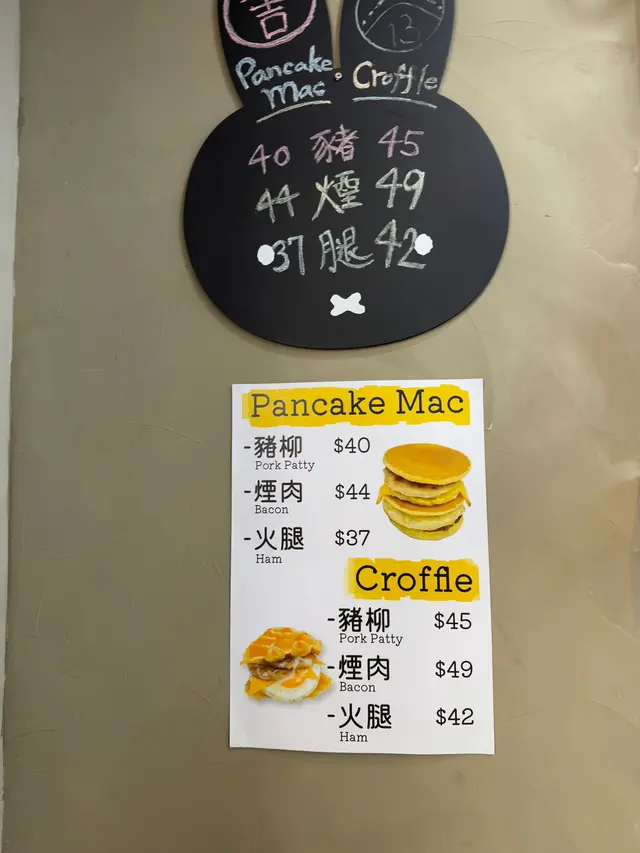 吉
13
Pancake Mac
Croffle
40 豬 45
44 煙 49
37 腿 42
Pancake Mac
-豬柳 $40
Pork Patty
-煙肉 $44
Bacon
-火腿 $37
Ham
Croffle
-豬柳 $45
Pork Patty
-煙肉 $49
Bacon
-火腿 $42
Ham